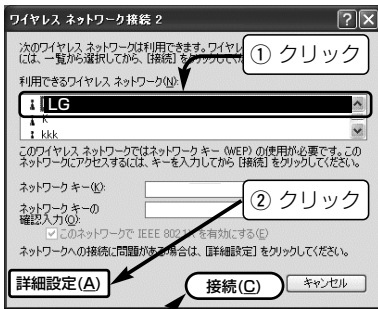 ワイヤレス ネットワーク接続 2
次のワイヤレス ネットワークは利用できます。ワイヤレ
には、一覧から選択してから、[接続] をクリックして
① クリック
利用できるワイヤレス ネットワーク(N):
LG
K
kkk
このワイヤレス ネットワークではネットワーク キー (WEP) の使用が必要です。この
ネットワークにアクセスするには、キーを入力してから [接続] をクリックしてください。
ネットワーク キー(K):
ネットワーク キーの
確認入力(O):
② クリック
このネットワークで IEEE 802.1x を有効にする(E)
ネットワークへの接続に問題がある場合は、[詳細設定] をクリックしてください。
詳細設定(A)
接続(C)
キャンセル